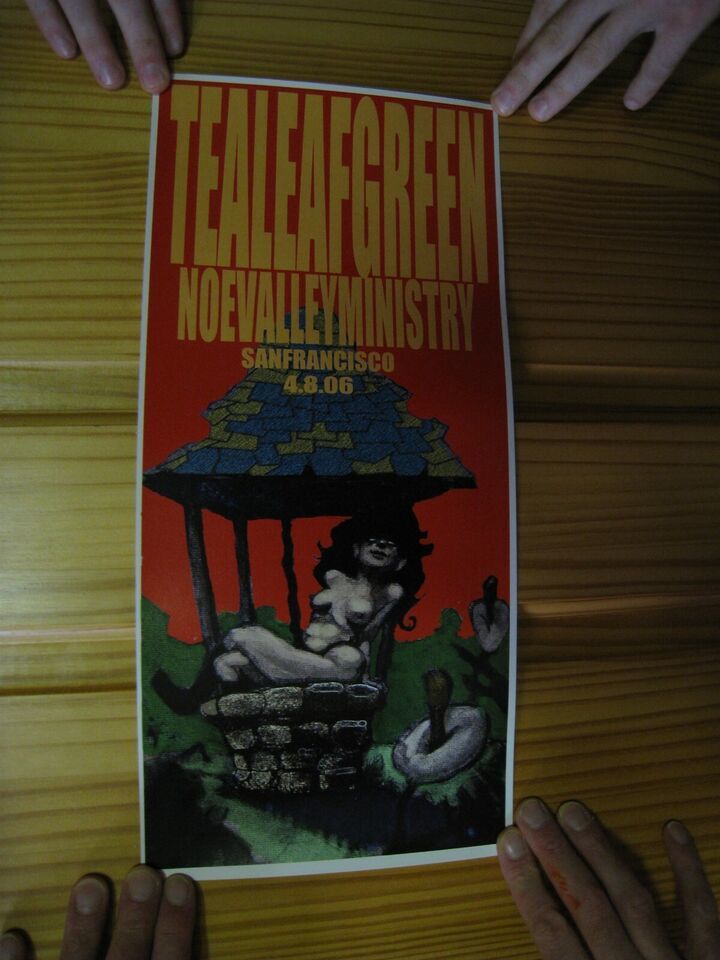 TEALEAFGREEN
NOEVALLEYMINISTRY
SANFRANCISCO
4.8.06